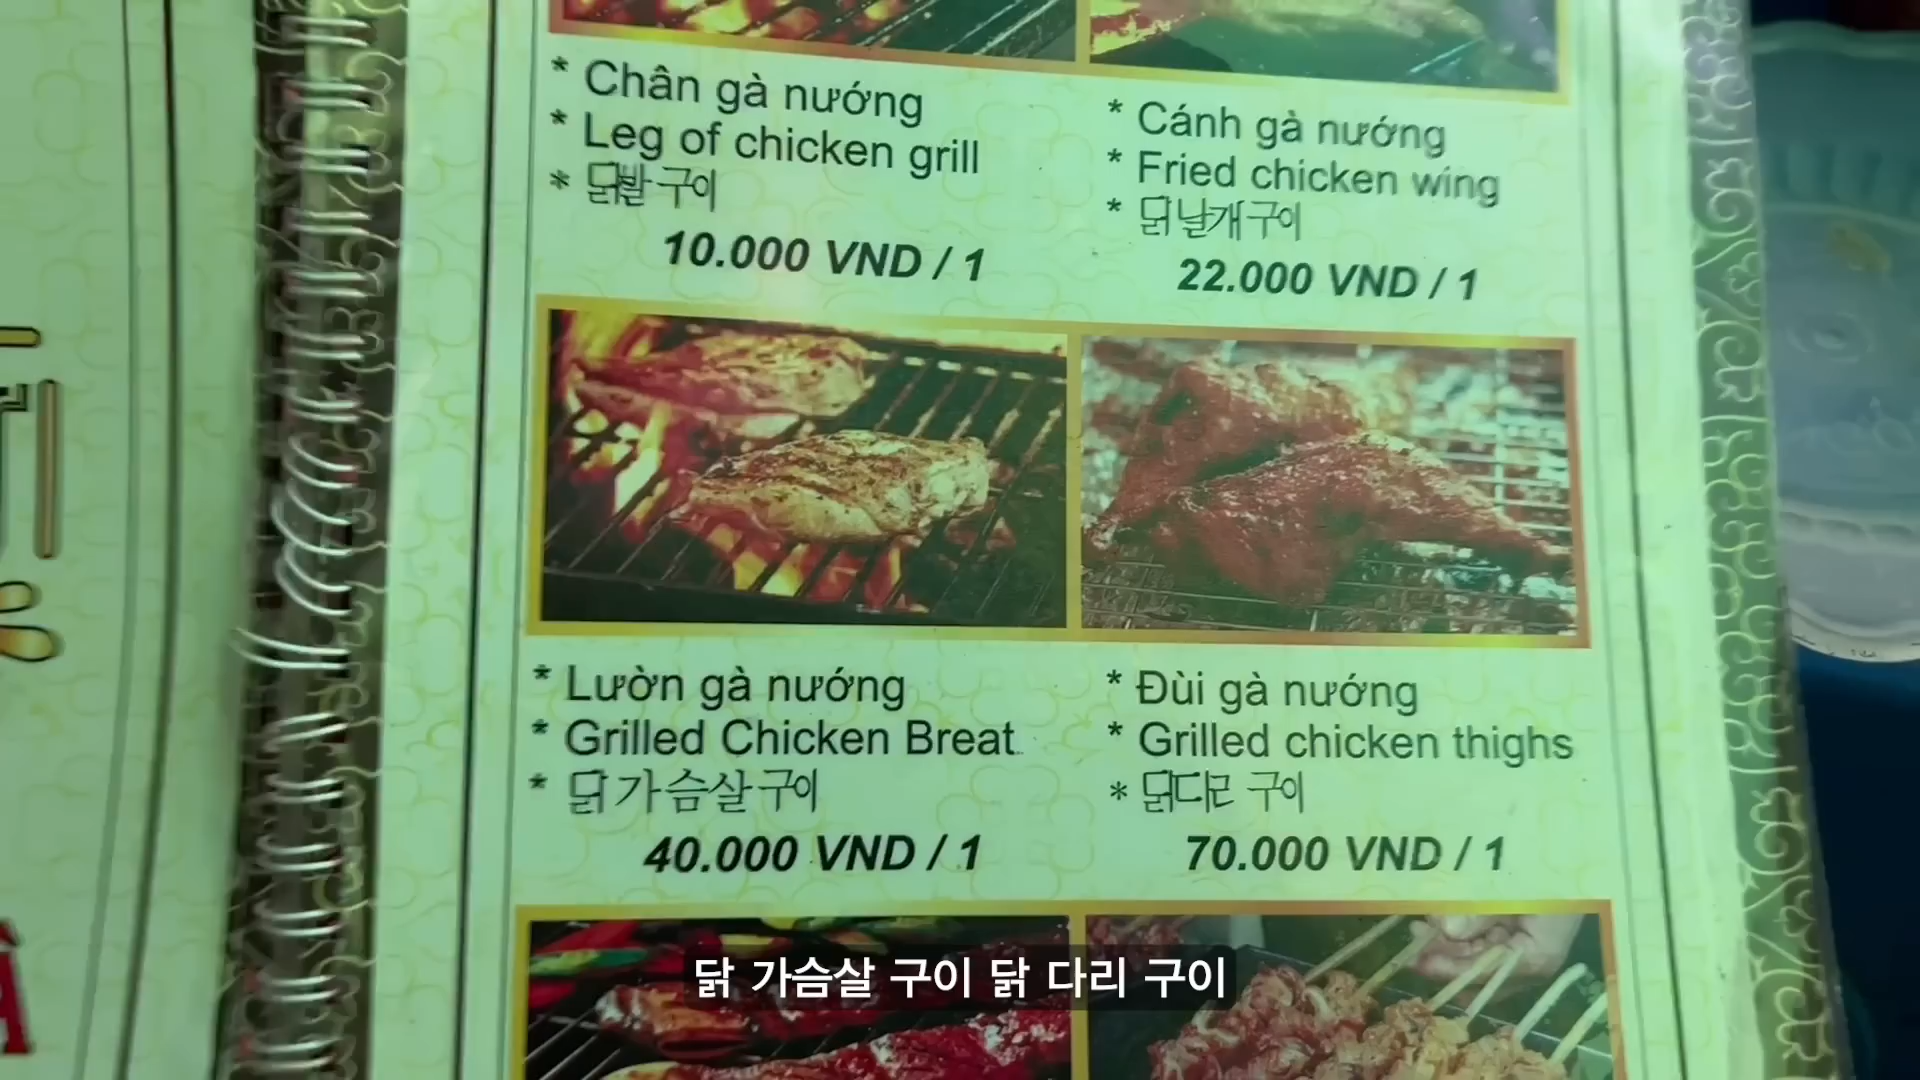 * Chân gà nướng
* Leg of chicken grill
* 닭발 구이
10.000 VND / 1
* Cánh gà nướng
* Fried chicken wing
* 닭 날개 구이
22.000 VND / 1
* Lườn gà nướng
* Grilled Chicken Breat
* 닭 가슴살 구이
40.000 VND / 1
* Đùi gà nướng
* Grilled chicken thighs
* 닭다리 구이
70.000 VND / 1
닭 가슴살 구이 닭 다리 구이